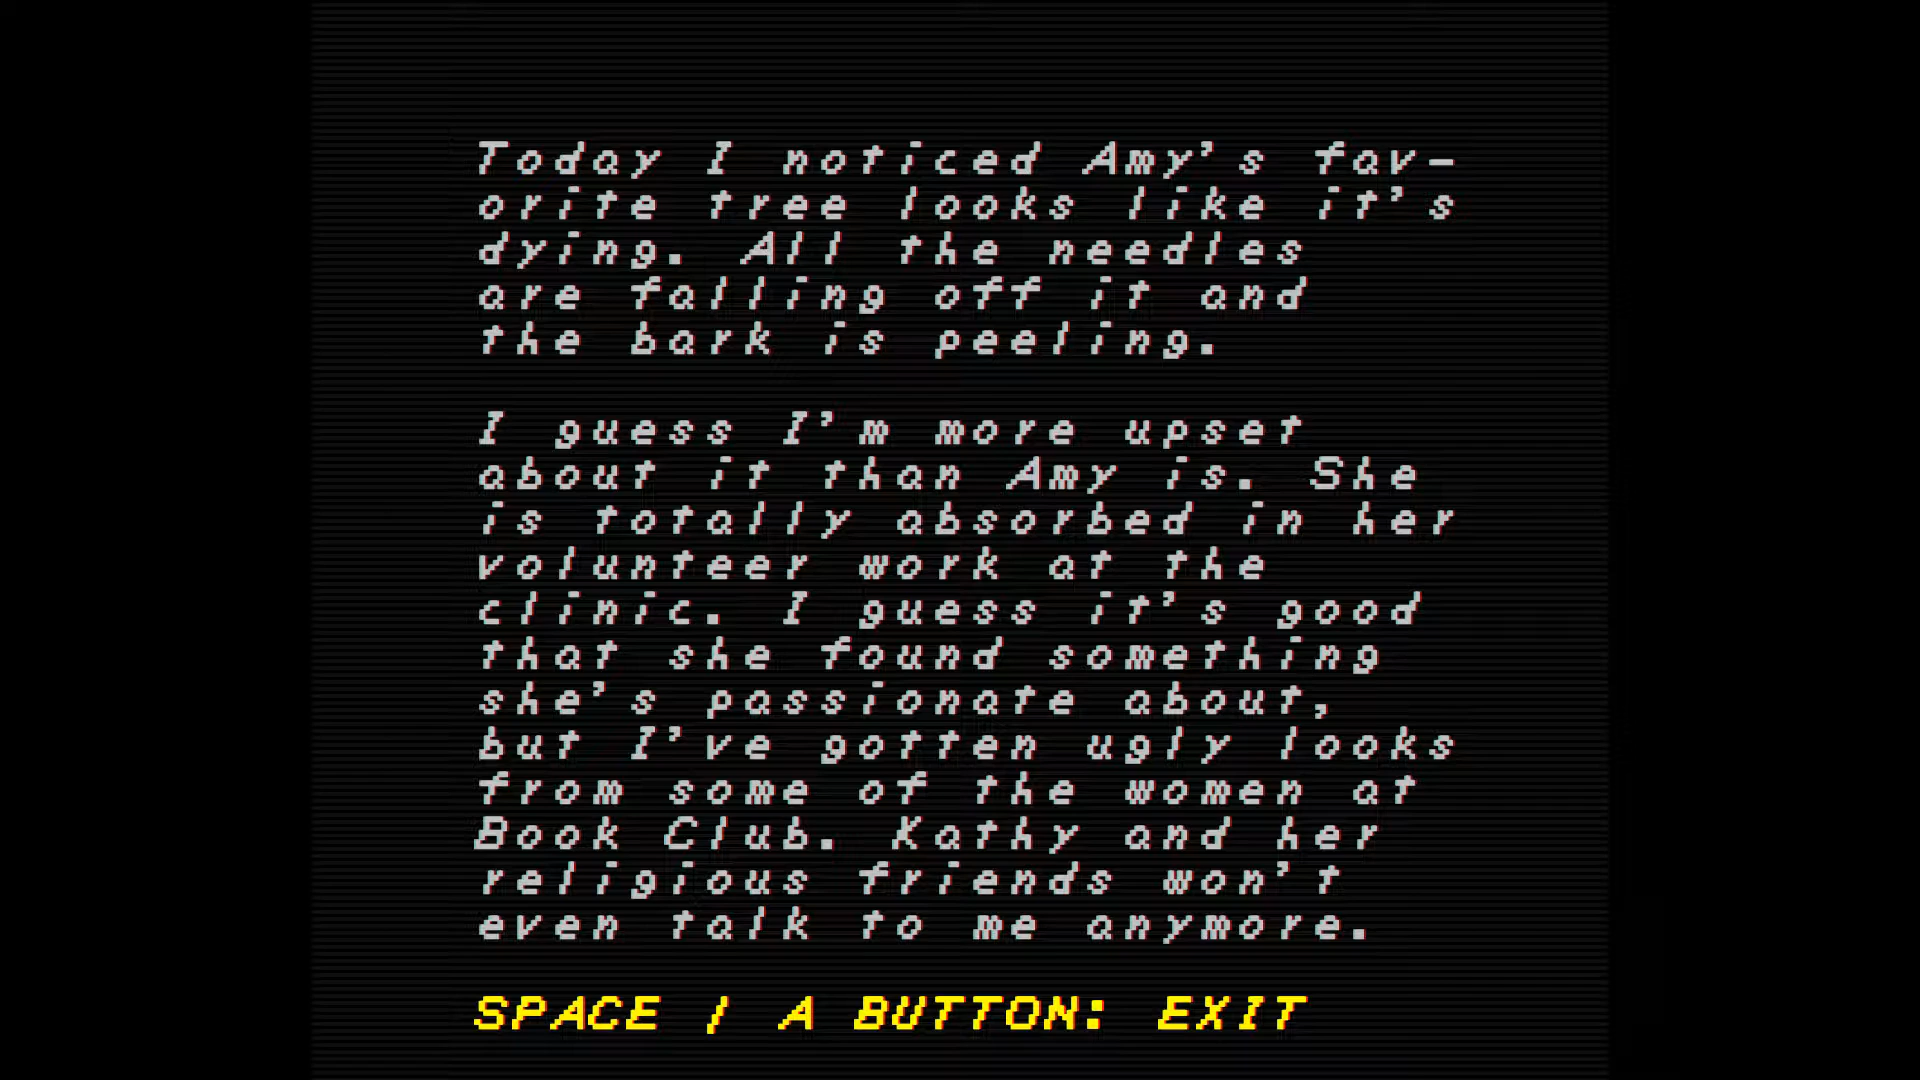 Today I noticed Amy's fav-
orite tree looks like it's
dying. All the needles
are falling off it and
the bark is peeling.
I guess I'm more upset
about it than Amy is. She
is totally absorbed in her
volunteer work at the
clinic. I guess it's good
that she found something
she's passionate about,
but I've gotten ugly looks
from some of the women at
Book Club. Kathy and her
religious friends won't
even talk to me anymore.
SPACE / A BUTTON: EXIT